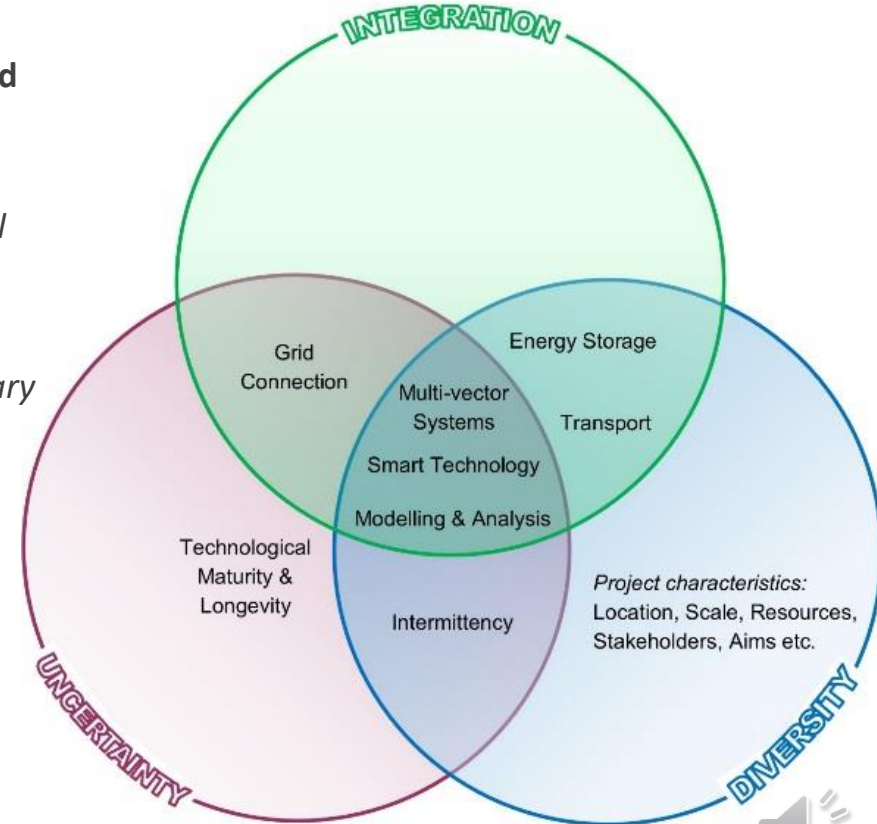 d
l
ary
INTEGRATION
Grid
Connection
Energy Storage
Multi-vector
Systems
Transport
Smart Technology
Modelling & Analysis
Technological
Maturity &
Longevity
Intermittency
Project characteristics:
Location, Scale, Resources,
Stakeholders, Aims etc.
UNCERTAINTY
DIVERSITY